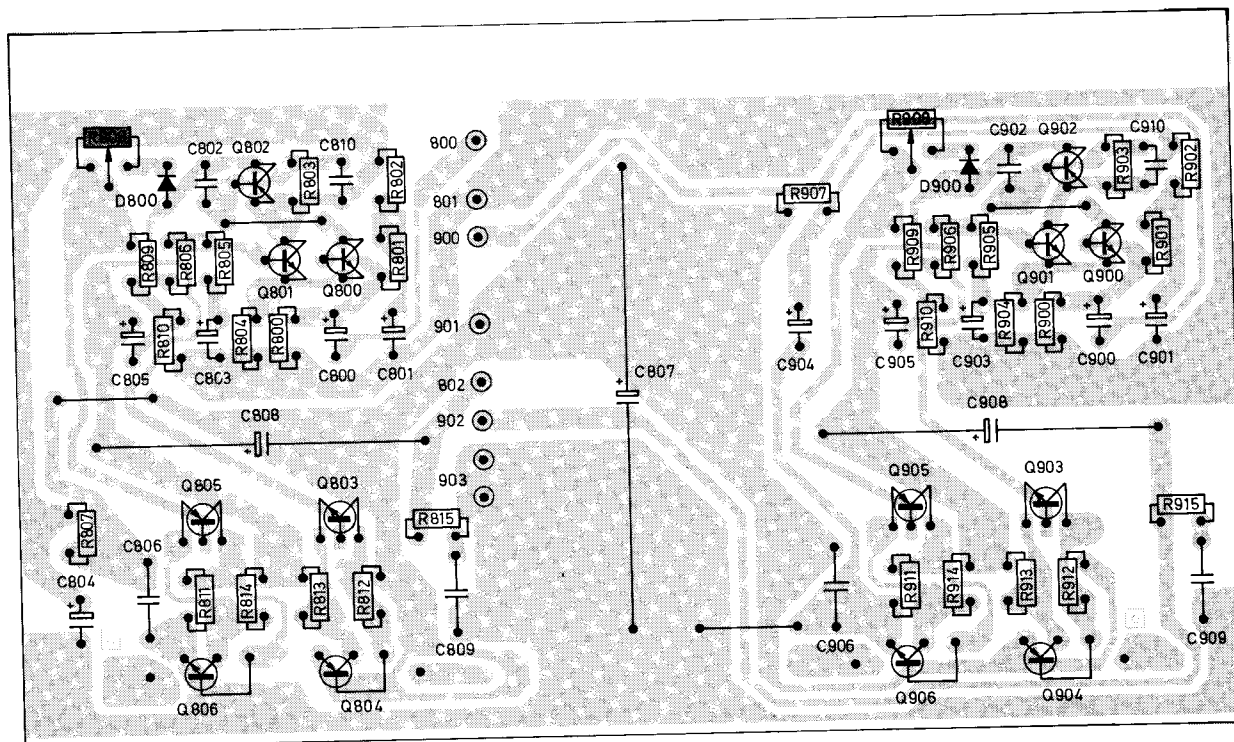 R909
C802 Q802 C810 800 C902 Q902 C910
R803 R802 R903 R902
D800 801 R907 D900
900
R809 R806 R805 R801 R909 R906 R905 R901
Q801 Q800 Q901 Q900
R810 R804 R800 901 R910 R904 R900
C805 C803 C800 C801 C904 C905 C903 C900 C901
802 C807
C808 902 C908
Q805 Q803 903 Q905 Q903
R807 R815 R915
C806
C804 R811 R814 R813 R812 R911 R914 R913 R912
C809 C906 C909
Q806 Q804 Q906 Q904